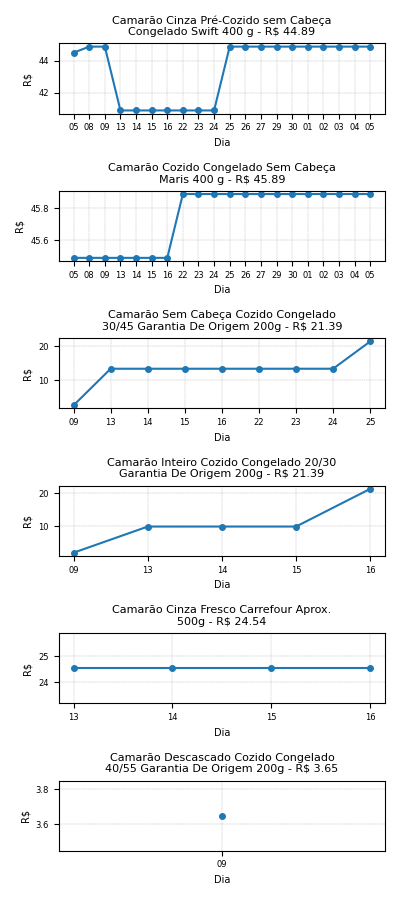 Camarão Cinza Pré-Cozido sem Cabeça
Congelado Swift 400 g - R$ 44.89
44
42
R$
05 08 09 13 14 15 16 22 23 24 25 26 27 29 30 01 02 03 04 05
Dia
Camarão Cozido Congelado Sem Cabeça
Maris 400 g - R$ 45.89
45.8
45.6
R$
05 08 09 13 14 15 16 22 23 24 25 26 27 29 30 01 02 03 04 05
Dia
Camarão Sem Cabeça Cozido Congelado
30/45 Garantia De Origem 200g - R$ 21.39
20
10
R$
09 13 14 15 16 22 23 24 25
Dia
Camarão Inteiro Cozido Congelado 20/30
Garantia De Origem 200g - R$ 21.39
20
10
R$
09 13 14 15 16
Dia
Camarão Cinza Fresco Carrefour Aprox.
500g - R$ 24.54
25
24
R$
13 14 15 16
Dia
Camarão Descascado Cozido Congelado
40/55 Garantia De Origem 200g - R$ 3.65
3.8
3.6
R$
09
Dia